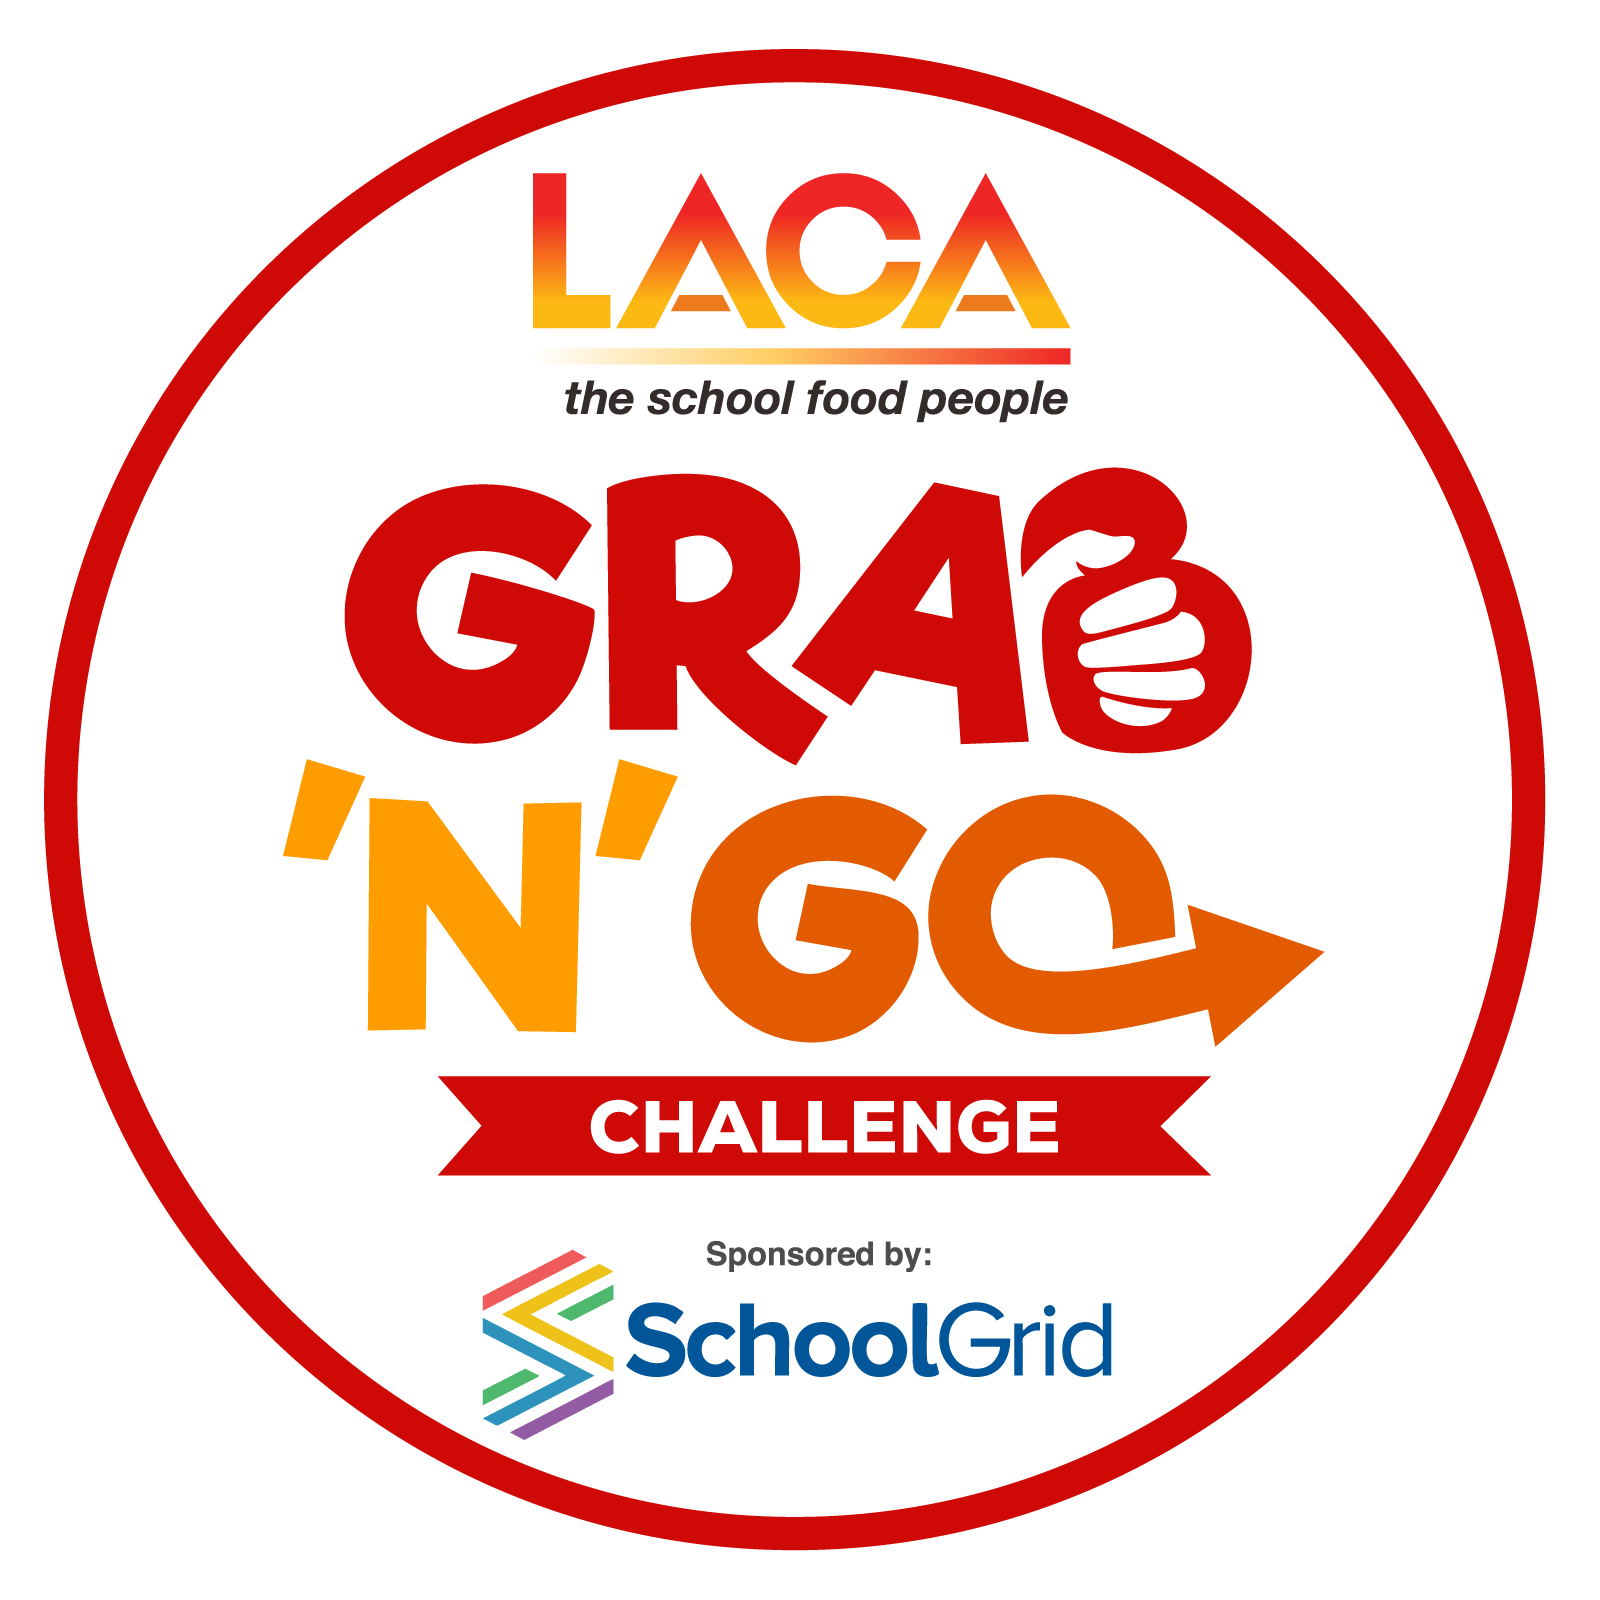 LACA
the school food people
GRAB
'N' GO
CHALLENGE
Sponsored by:
SchoolGrid